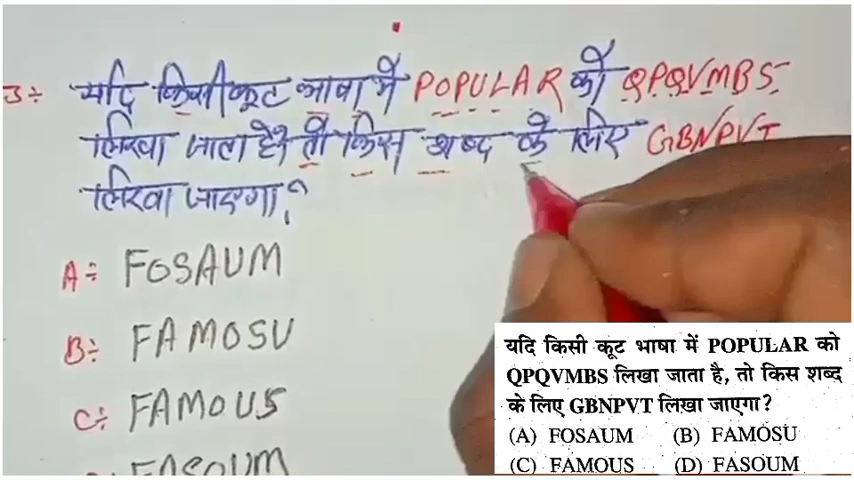 3÷ यदि किसी कूट भाषा में POPULAR को QPQVMBS
लिखा जाता है? तो किस शब्द के लिए GBNPVT
लिखा जाएगा?
A÷ FOSAUM
B÷ FAMOSU
C÷ FAMOUS
FASOUM
यदि किसी कूट भाषा में POPULAR को
QPQVMBS लिखा जाता है, तो किस शब्द
के लिए GBNPVT लिखा जाएगा?
(A) FOSAUM (B) FAMOSU
(C) FAMOUS (D) FASOUM